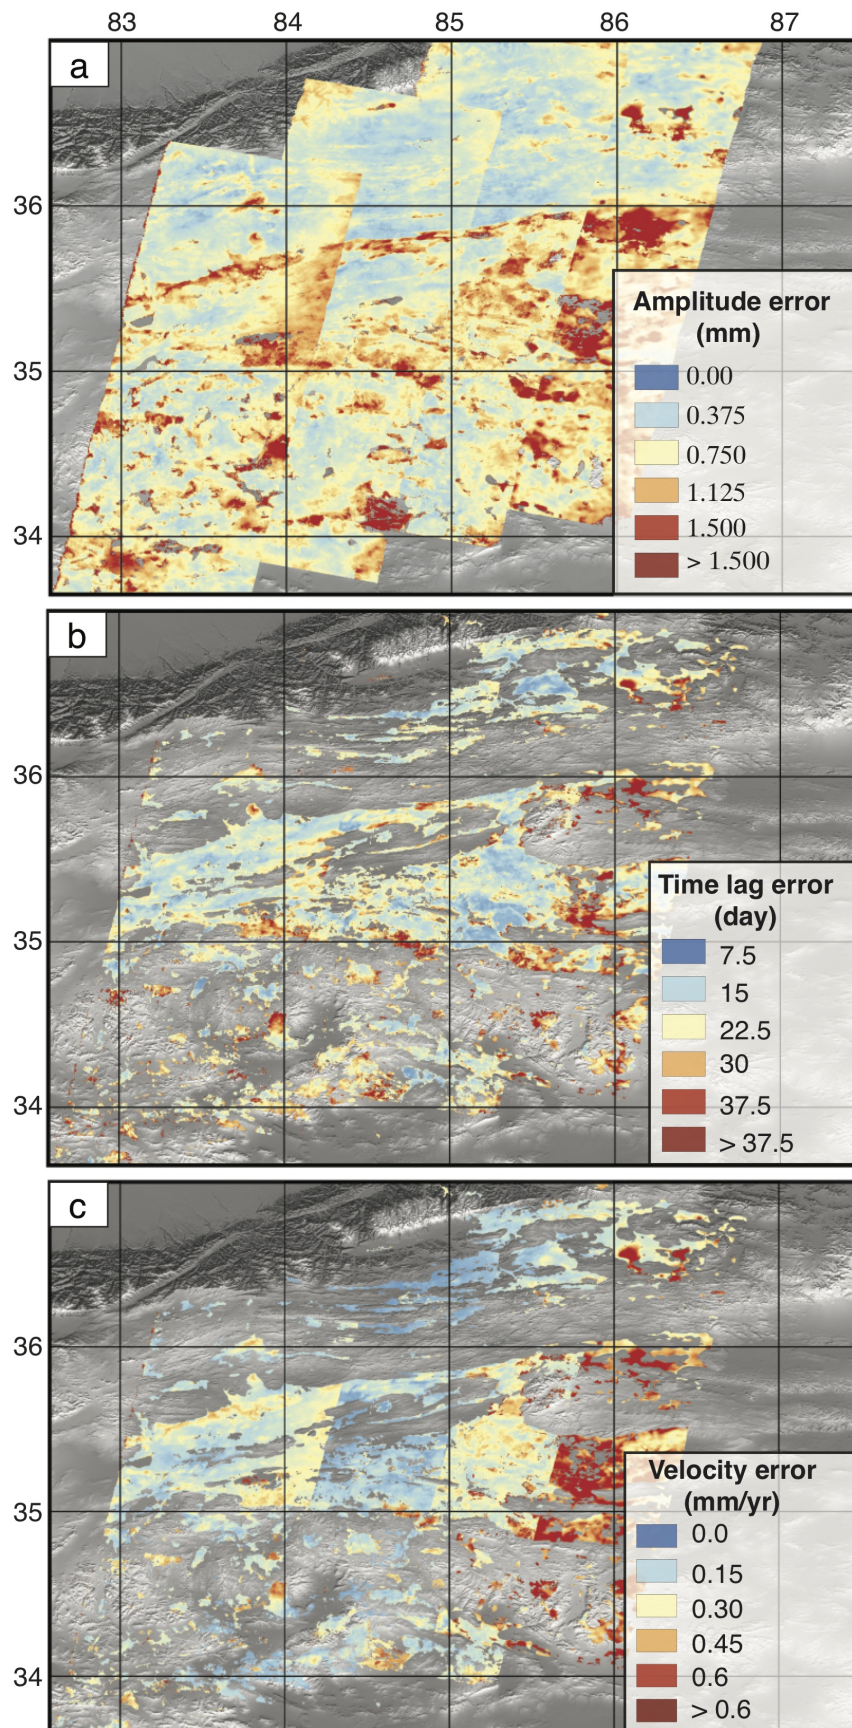 83 84 85 86 87
a
36
35
34
Amplitude error
(mm)
0.00
0.375
0.750
1.125
1.500
> 1.500
b
36
35
34
Time lag error
(day)
7.5
15
22.5
30
37.5
> 37.5
c
36
35
34
Velocity error
(mm/yr)
0.0
0.15
0.30
0.45
0.6
> 0.6